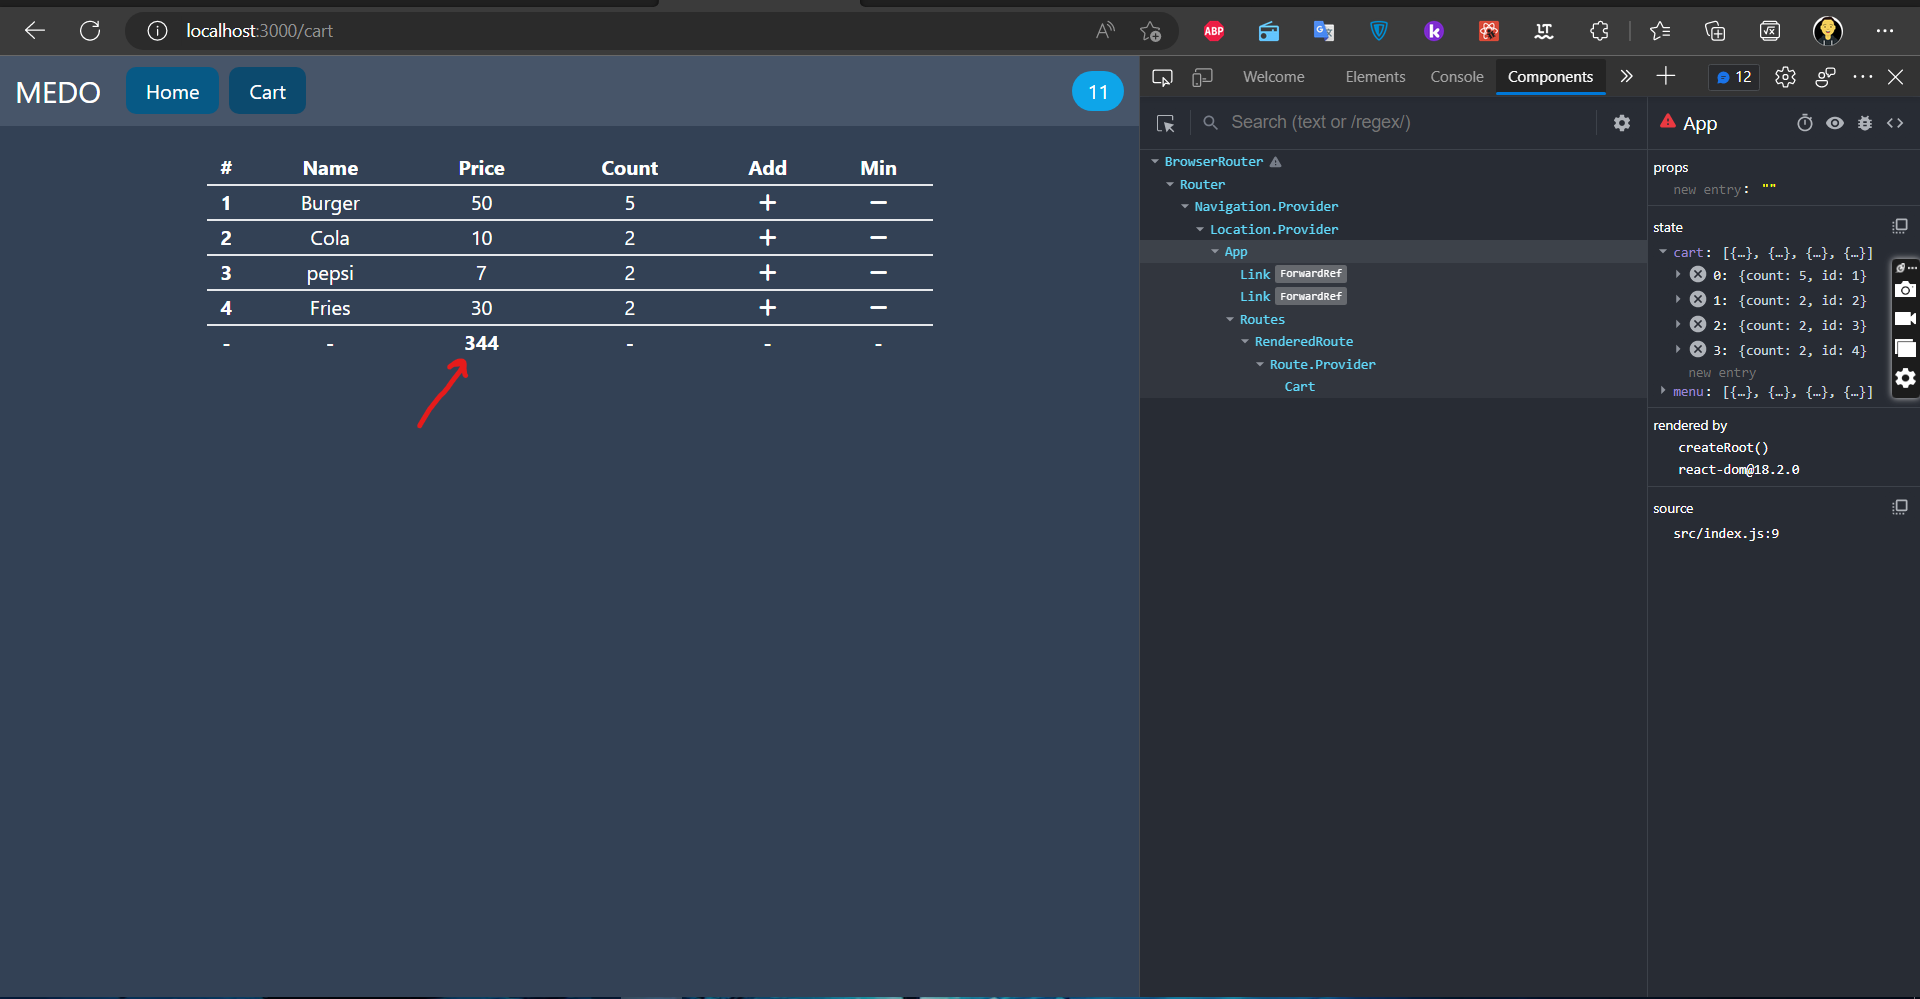 localhost:3000/cart
MEDO Home Cart 11
# Name Price Count Add Min
1 Burger 50 5 + −
2 Cola 10 2 + −
3 pepsi 7 2 + −
4 Fries 30 2 + −
- - 344 - - -
Welcome Elements Console Components 12
Search (text or /regex/)
BrowserRouter
Router
Navigation.Provider
Location.Provider
App
Link ForwardRef
Link ForwardRef
Routes
RenderedRoute
Route.Provider
Cart
App
props
new entry: ""
state
cart: [{…}, {…}, {…}, {…}]
0: {count: 5, id: 1}
1: {count: 2, id: 2}
2: {count: 2, id: 3}
3: {count: 2, id: 4}
new entry
menu: [{…}, {…}, {…}, {…}]
rendered by
createRoot()
react-dom@18.2.0
source
src/index.js:9
ABP
k
LT